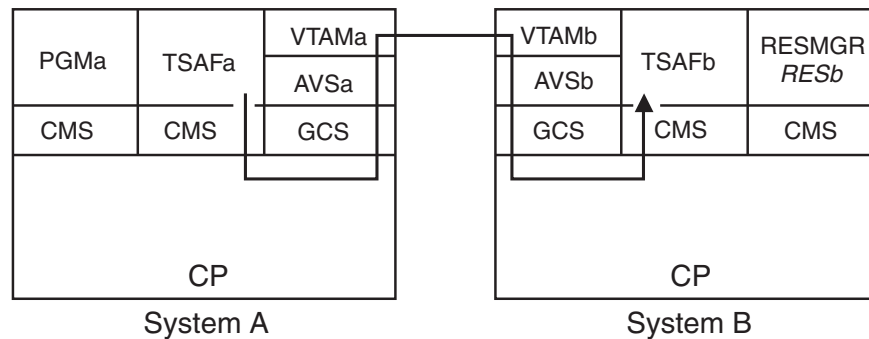 PGMa
TSAFa
VTAMa
AVSa
CMS
CMS
GCS
CP
System A
VTAMb
AVSb
TSAFb
RESMGR
RESb
GCS
CMS
CMS
CP
System B